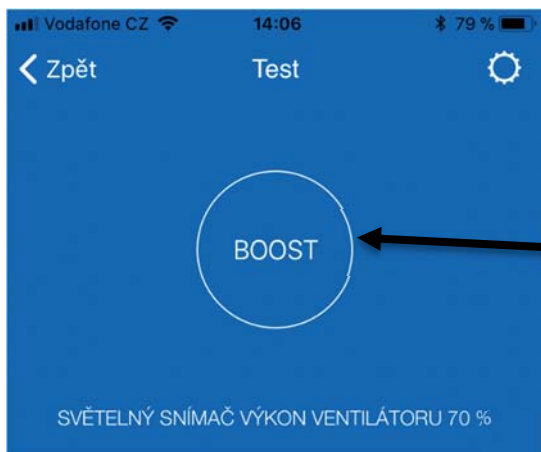 Vodafone CZ 14:06 79 %
Zpět Test
BOOST
SVĚTELNÝ SNÍMAČ VÝKON VENTILÁTORU 70 %